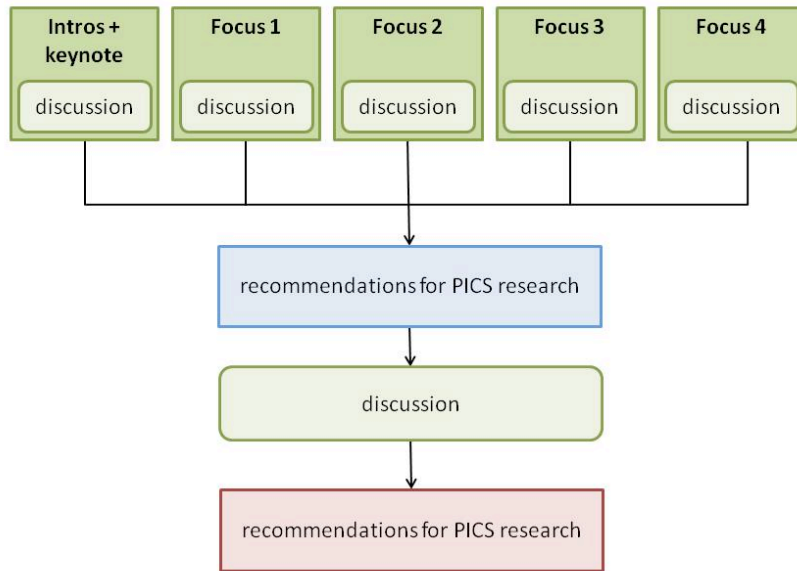 Intros +
keynote
discussion
Focus 1
discussion
Focus 2
discussion
Focus 3
discussion
Focus 4
discussion
recommendations for PICS research
discussion
recommendations for PICS research